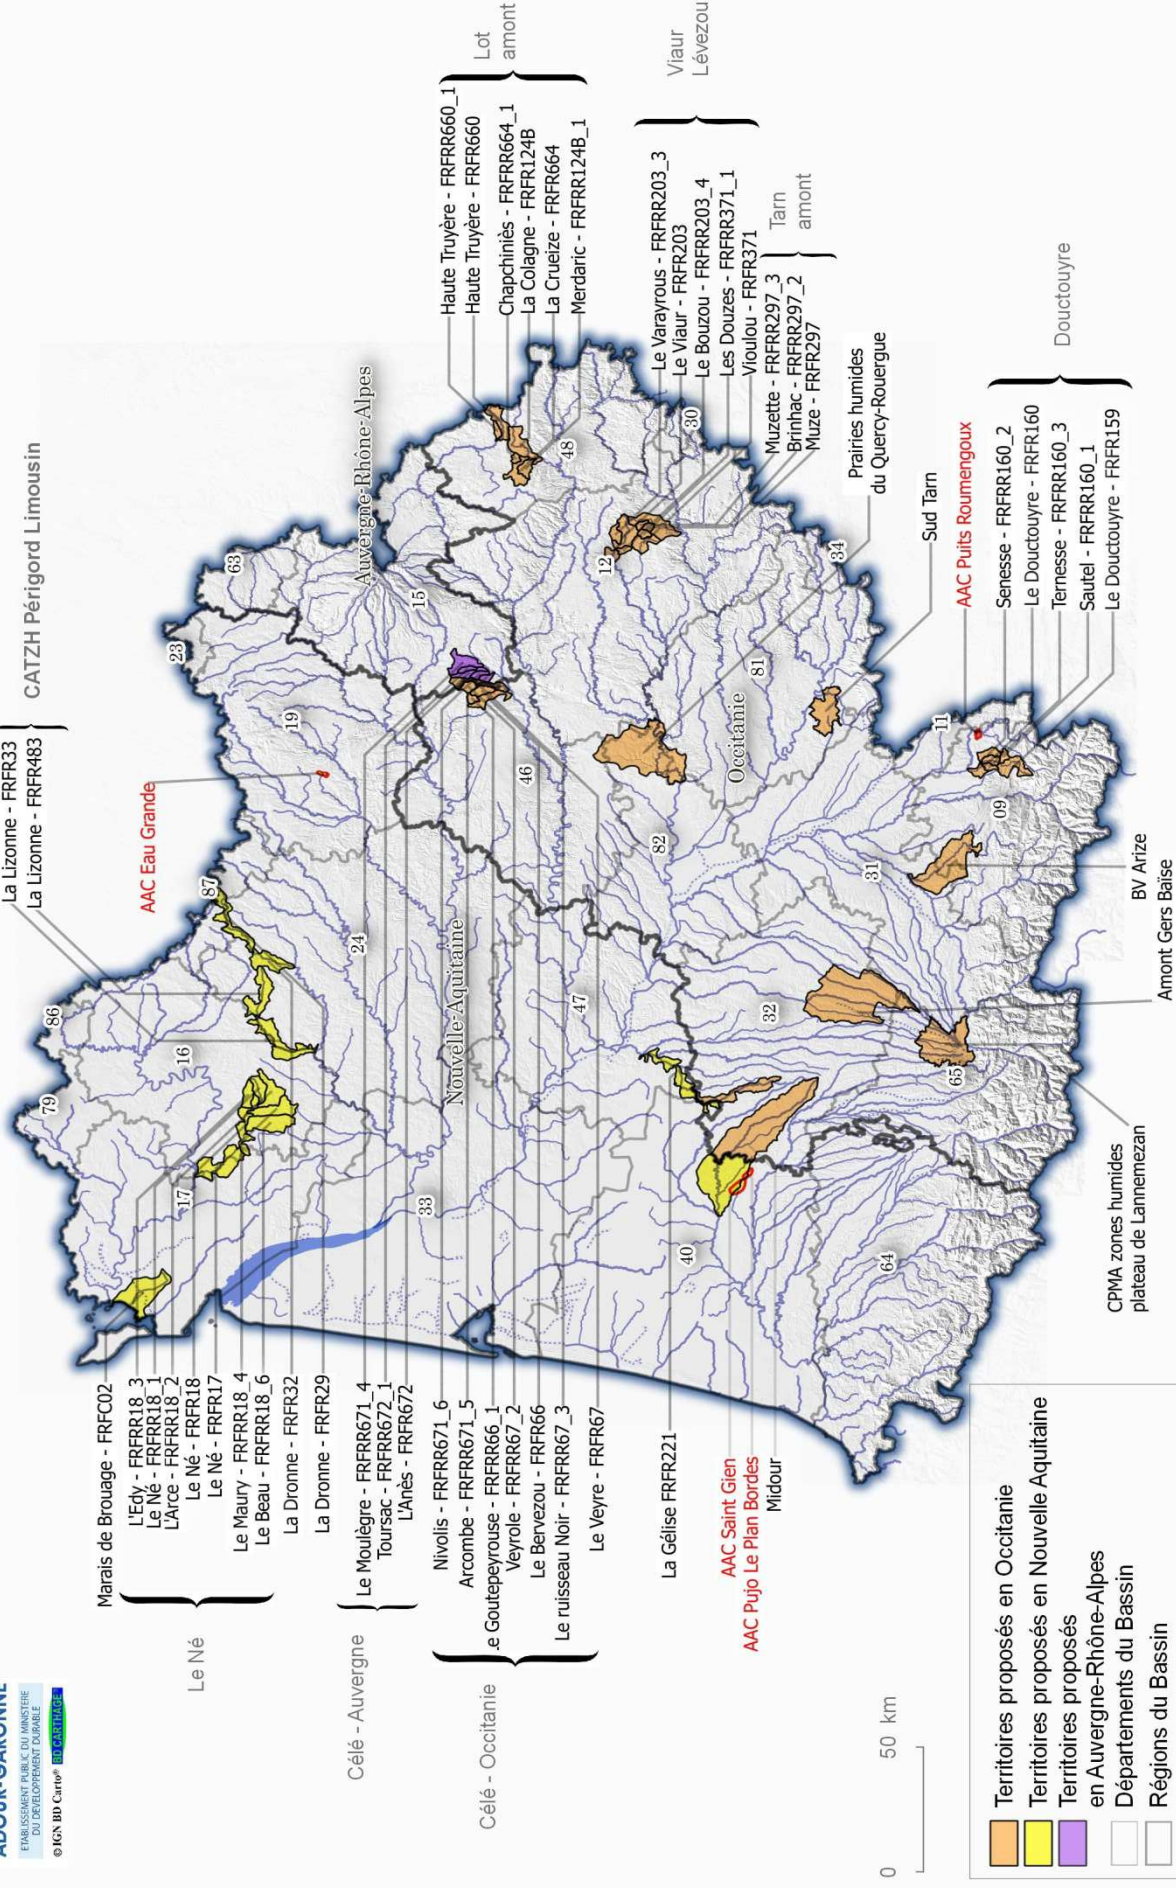 ADOUR-GARONNE
ETABLISSEMENT PUBLIC DU MINISTERE
DU DEVELOPPEMENT DURABLE
©IGN BD Carto® BD CARTHAGE
Le Né
Célé - Auvergne
Célé - Occitanie
Marais de Brouage - FRFC02
L'Edy - FRFRR18_3
Le Né - FRFRR18_1
L'Arce - FRFRR18_2
Le Né - FRFR18
Le Né - FRFR17
Le Maury - FRFRR18_4
Le Beau - FRFRR18_6
La Dronne - FRFR32
La Dronne - FRFR29
Le Moulègre - FRFRR671_4
Toursac - FRFRR672_1
L'Anès - FRFR672
Nivolis - FRFRR671_6
Arcombe - FRFRR671_5
Le Goutepeyrouse - FRFRR66_1
Veyrole - FRFRR67_2
Le Bervezou - FRFR66
Le ruisseau Noir - FRFRR67_3
Le Veyre - FRFR67
La Gélise FRFR221
AAC Saint Gien
AAC Pujo Le Plan Bordes
Midour
La Lizonne - FRFR33
La Lizonne - FRFR483
CATZH Périgord Limousin
AAC Eau Grande
79
86
16
17
87
23
63
19
24
33
15
Auvergne-Rhône-Alpes
Nouvelle-Aquitaine
Occitanie
46
47
48
12
30
82
81
34
40
32
31
11
64
65
09
Haute Truyère - FRFRR660_1
Haute Truyère - FRFR660
Chapchiniès - FRFRR664_1
La Colagne - FRFR124B
La Crueize - FRFR664
Merdaric - FRFRR124B_1
Lot
amont
Le Varayrous - FRFRR203_3
Le Viaur - FRFR203
Le Bouzou - FRFRR203_4
Les Douzes - FRFRR371_1
Vioulou - FRFR371
Viaur
Lévezou
Muzette - FRFRR297_3
Brinhac - FRFRR297_2
Muze - FRFR297
Tarn
amont
Prairies humides
du Quercy-Rouergue
Sud Tarn
AAC Puits Roumengoux
Senesse - FRFRR160_2
Le Douctouyre - FRFR160
Ternesse - FRFRR160_3
Sautel - FRFRR160_1
Le Douctouyre - FRFR159
Douctouyre
BV Arize
Amont Gers Baïse
CPMA zones humides
plateau de Lannemezan
0 50 km
Territoires proposés en Occitanie
Territoires proposés en Nouvelle Aquitaine
Territoires proposés
en Auvergne-Rhône-Alpes
Départements du Bassin
Régions du Bassin